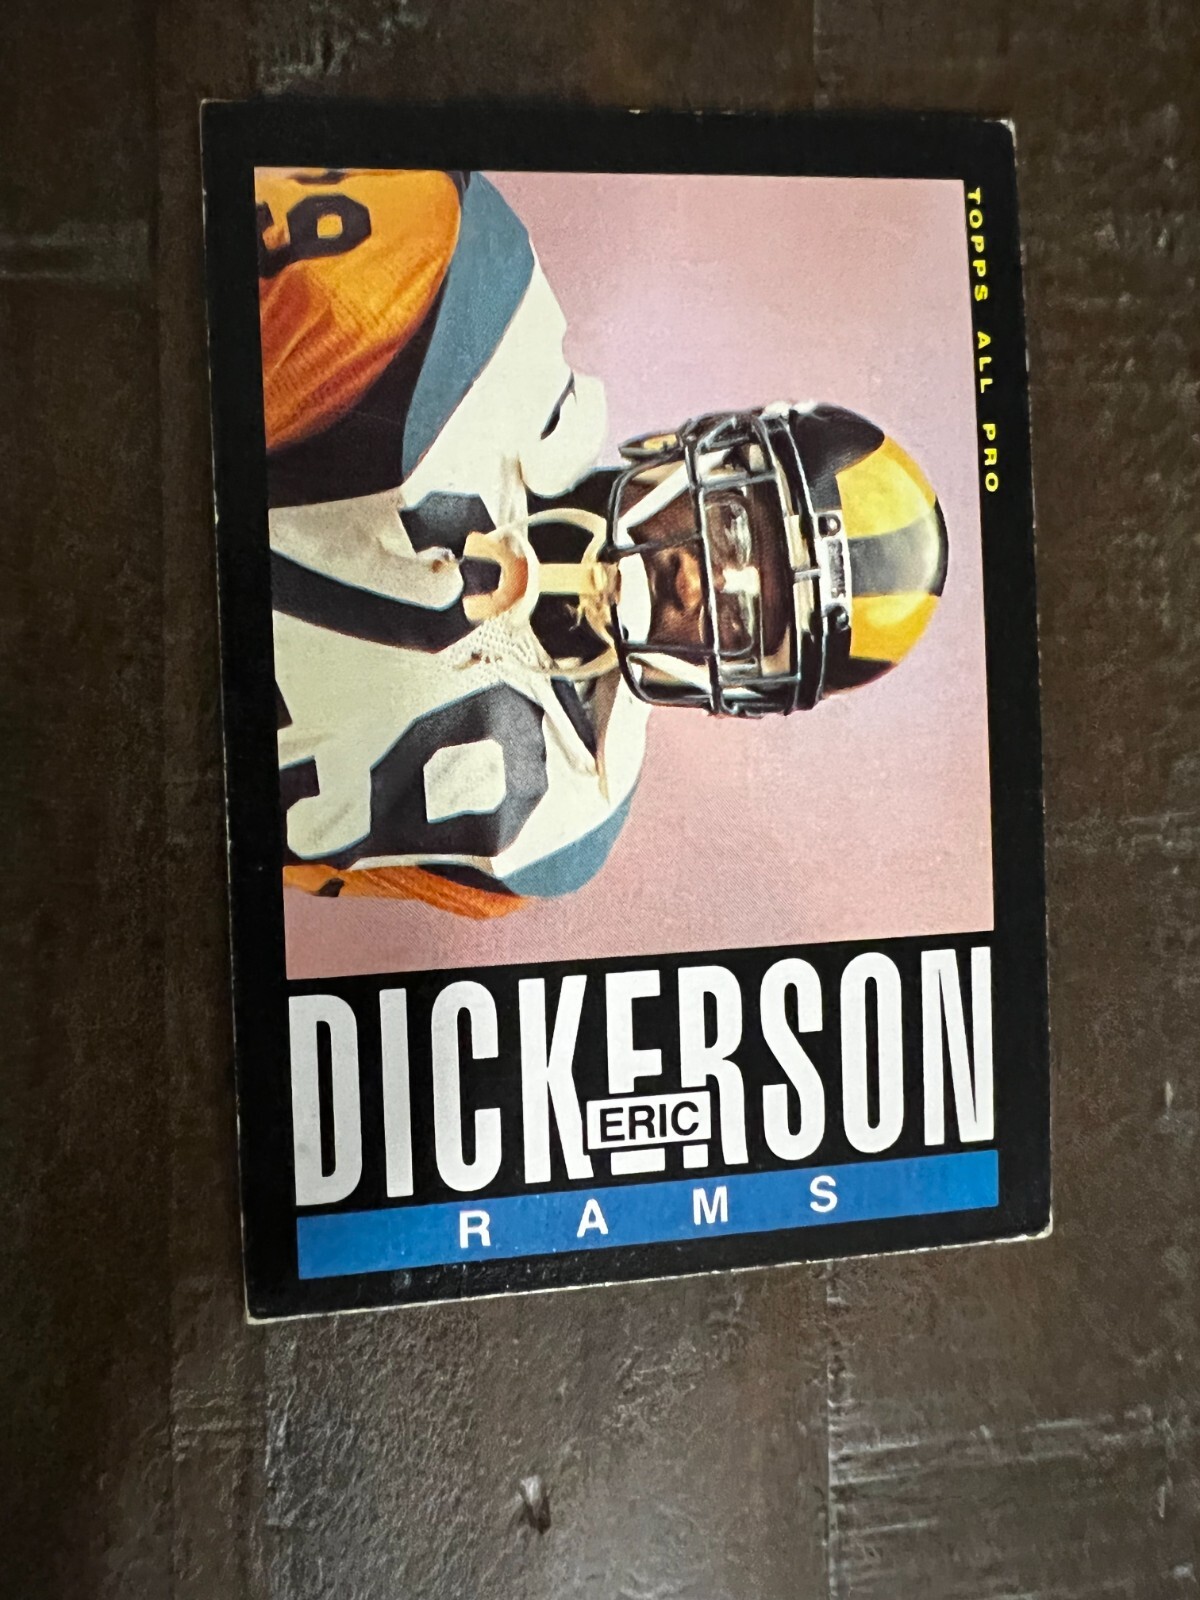 TOPPS ALL PRO
DICKERSON
ERIC
RAMS